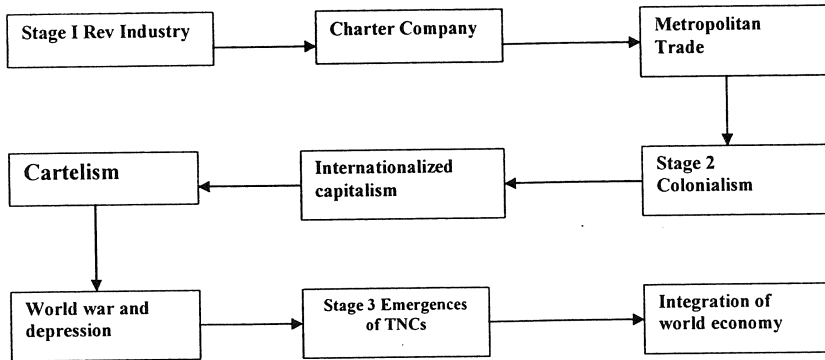 Stage I Rev Industry
Charter Company
Metropolitan
Trade
Stage 2
Colonialism
Internationalized
capitalism
Cartelism
World war and
depression
Stage 3 Emergences
of TNCs
Integration of
world economy